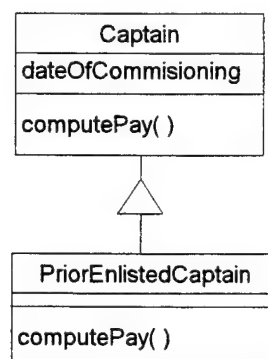 Captain
dateOfCommisioning
computePay( )
PriorEnlistedCaptain
computePay( )